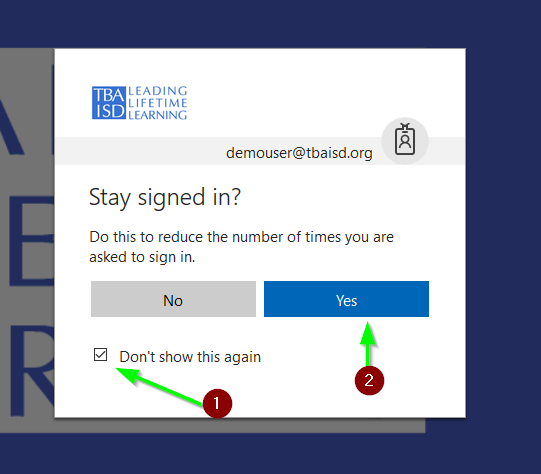 TBA LEADING
ISD LIFETIME
LEARNING
demouser@tbaisd.org
Stay signed in?
Do this to reduce the number of times you are
asked to sign in.
No
Yes
Don't show this again
1
2